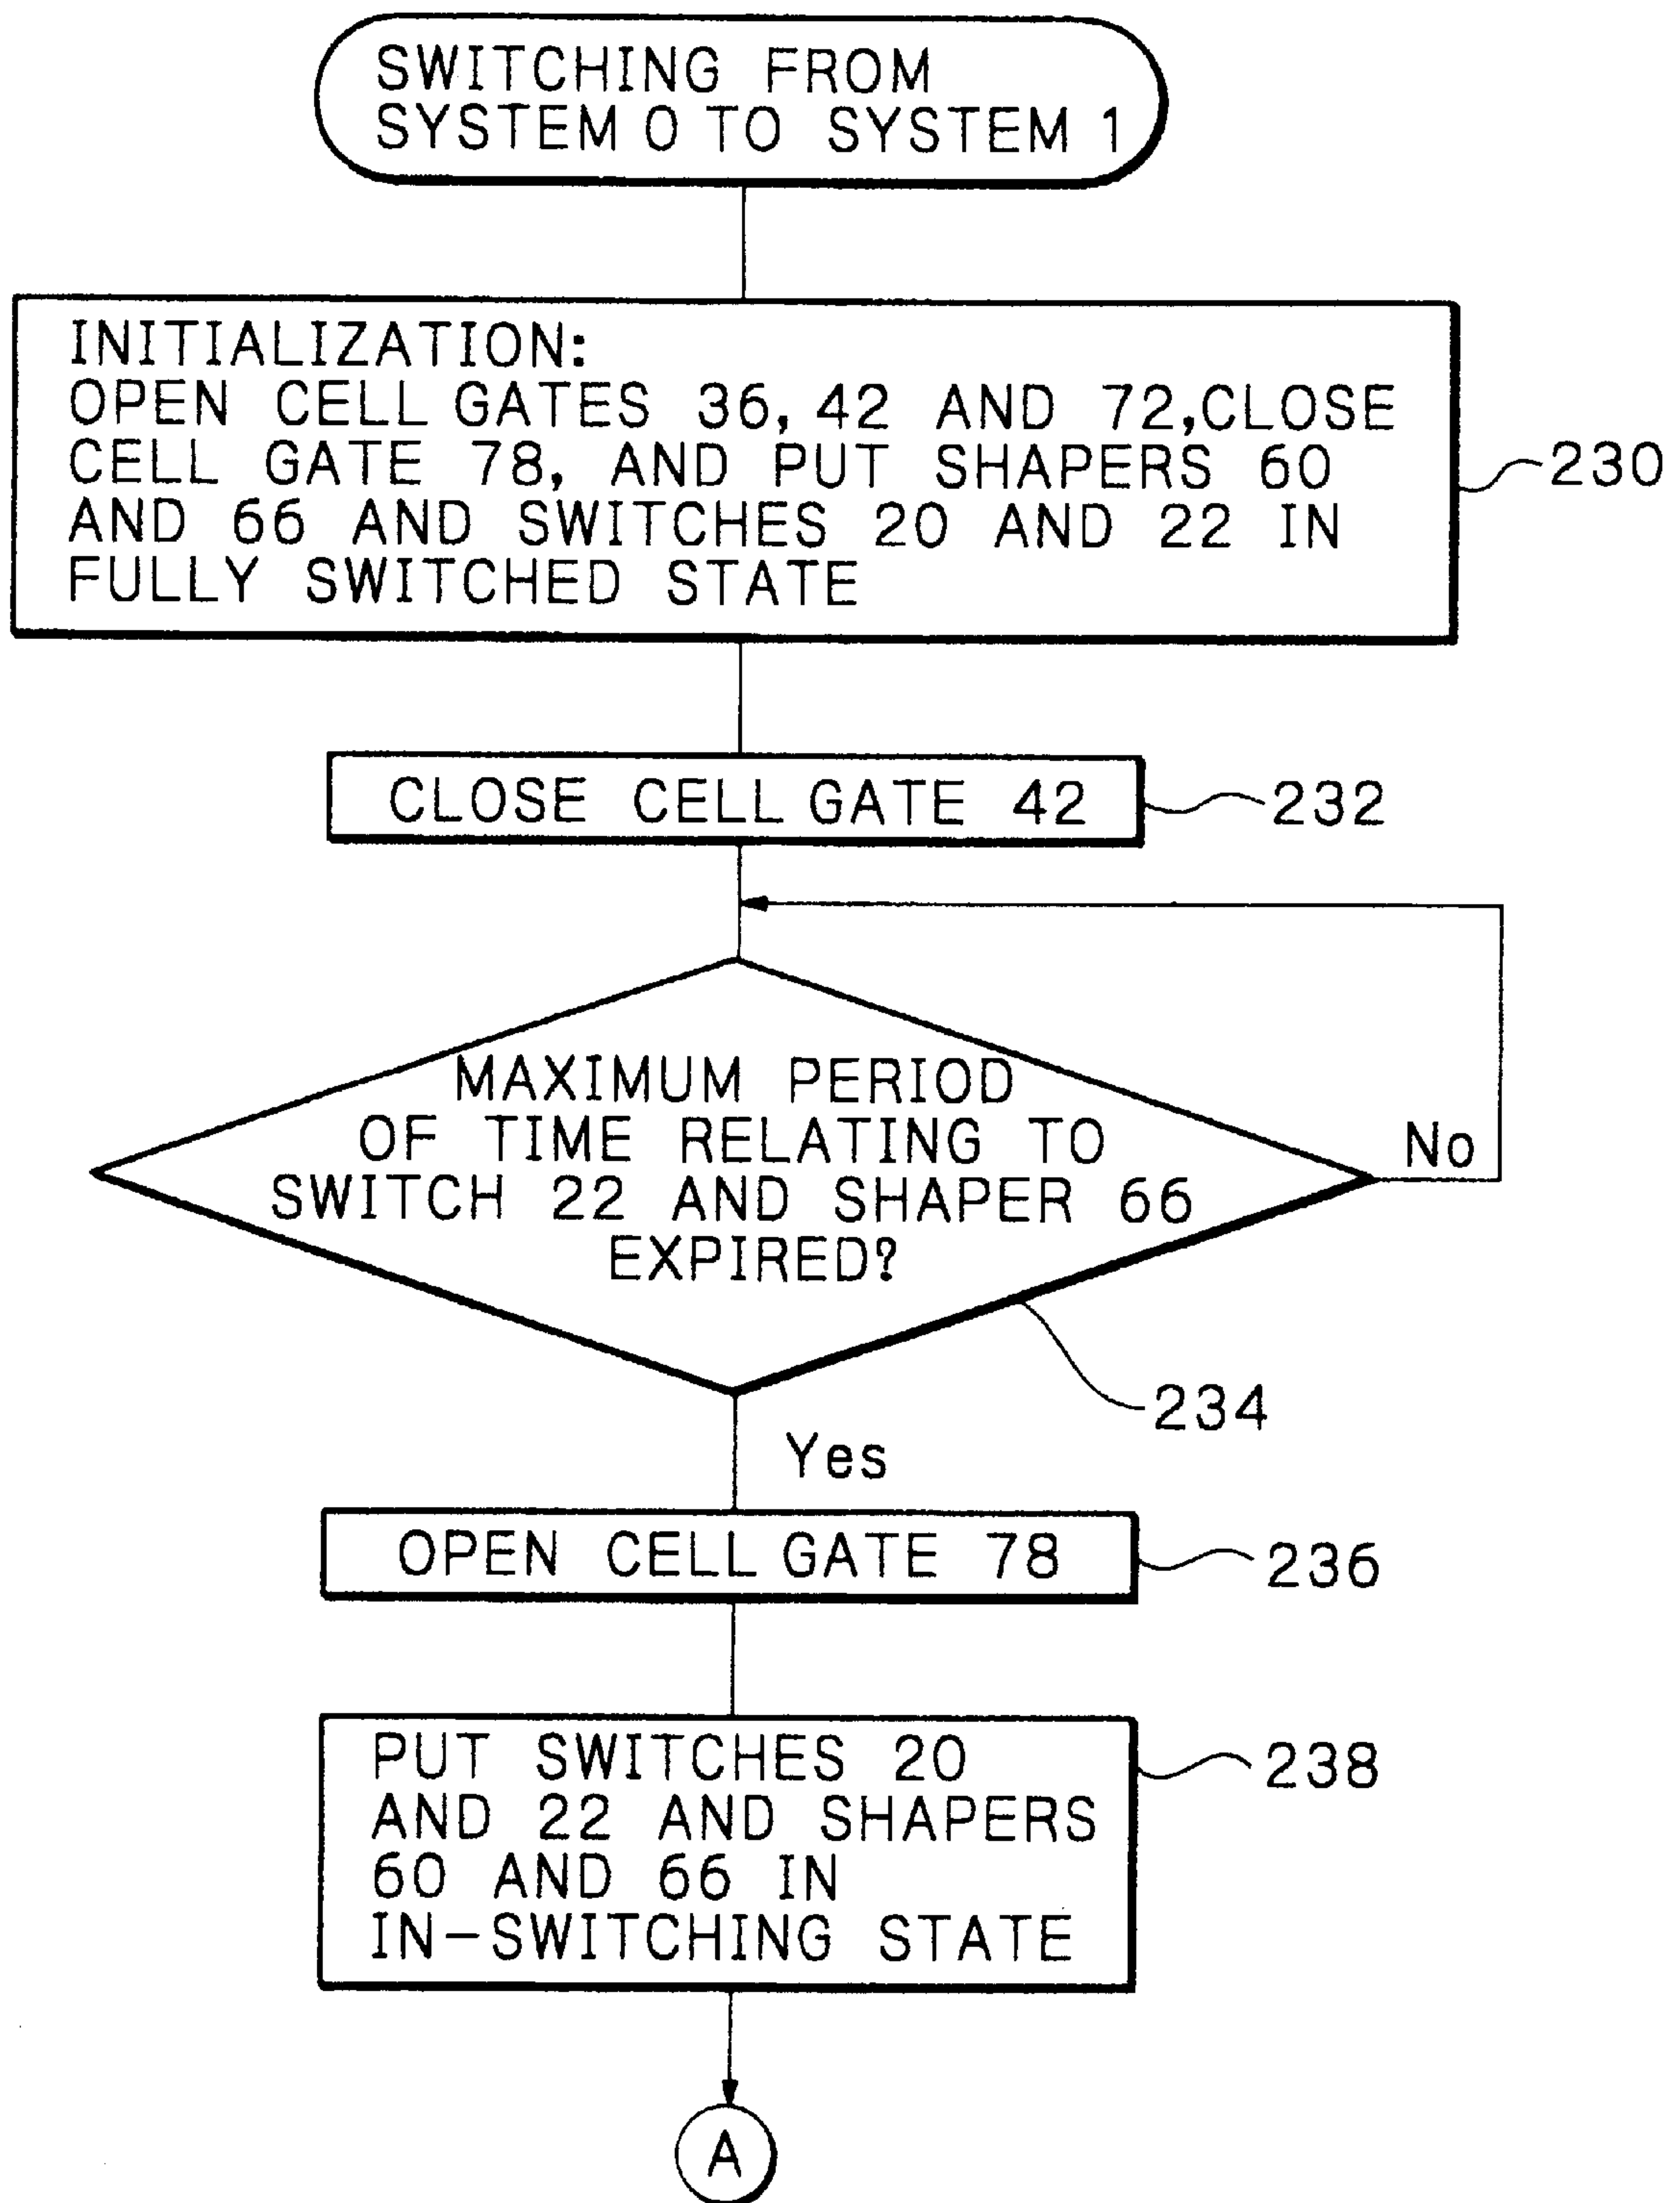 SWITCHING FROM
SYSTEM 0 TO SYSTEM 1
INITIALIZATION:
OPEN CELL GATES 36, 42 AND 72, CLOSE
CELL GATE 78, AND PUT SHAPERS 60
AND 66 AND SWITCHES 20 AND 22 IN
FULLY SWITCHED STATE
230
CLOSE CELL GATE 42
232
MAXIMUM PERIOD
OF TIME RELATING TO
SWITCH 22 AND SHAPER 66
EXPIRED?
No
234
Yes
OPEN CELL GATE 78
236
PUT SWITCHES 20
AND 22 AND SHAPERS
60 AND 66 IN
IN-SWITCHING STATE
238
A